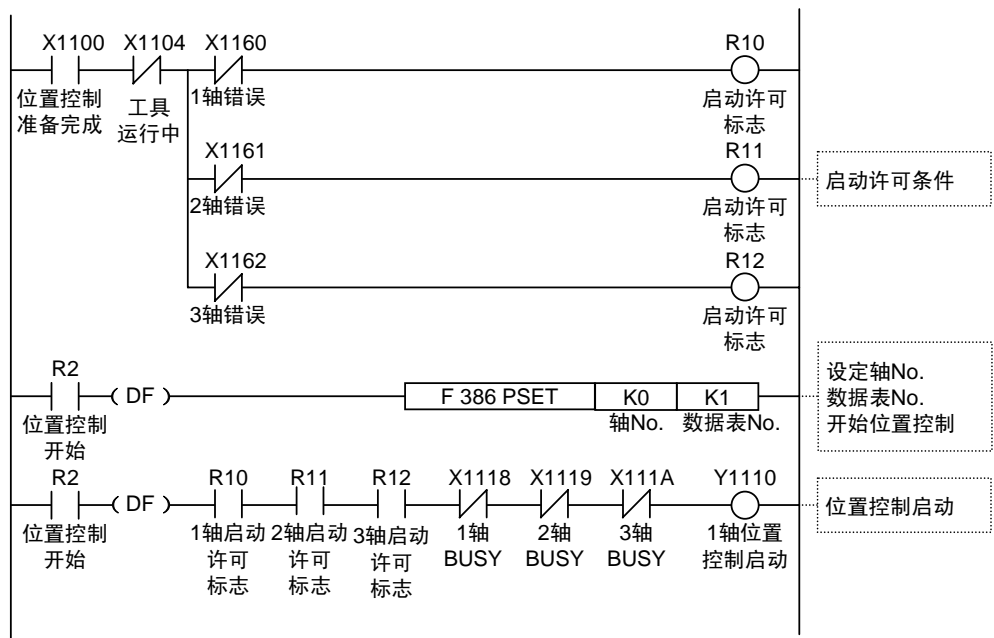 X1100 X1104 X1160 R10
位置控制
准备完成
工具
运行中
1轴错误
启动许可
标志
X1161 R11
2轴错误
启动许可
标志
启动许可条件
X1162 R12
3轴错误
启动许可
标志
R2
( DF )
F 386 PSET K0 K1
位置控制
开始
轴No. 数据表No.
设定轴No.
数据表No.
开始位置控制
R2 R10 R11 R12 X1118 X1119 X111A Y1110
( DF )
位置控制
开始
1轴启动
许可
标志
2轴启动
许可
标志
3轴启动
许可
标志
1轴
BUSY
2轴
BUSY
3轴
BUSY
1轴位置
控制启动
位置控制启动